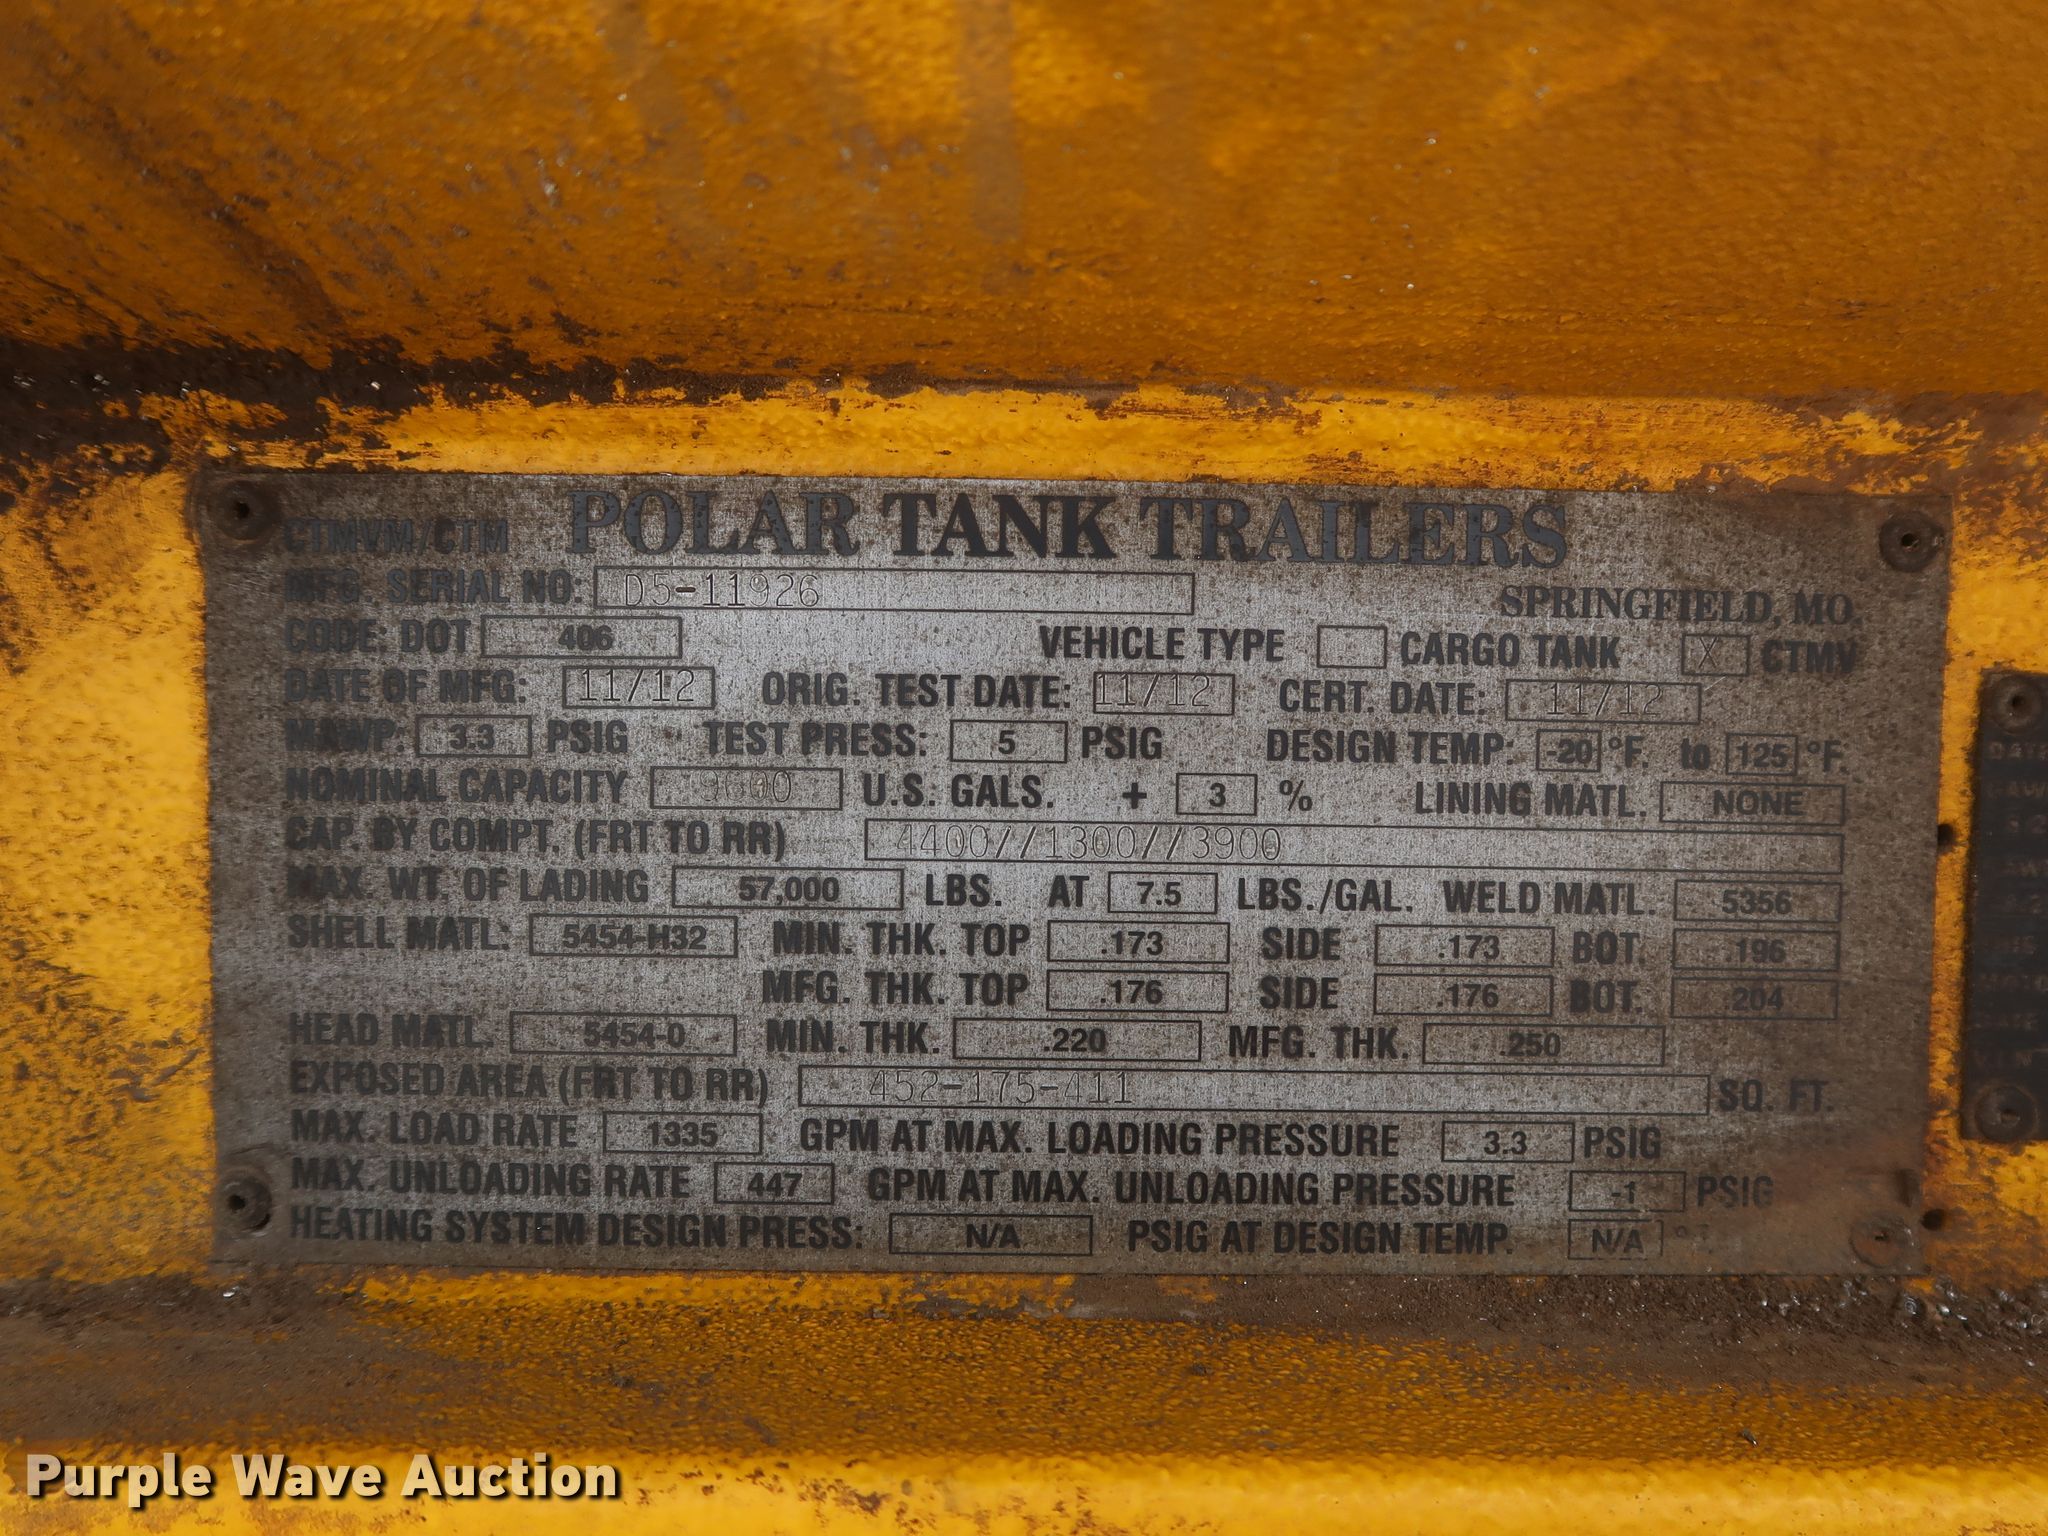 CTMVM/CTM POLAR TANK TRAILERS
MFG. SERIAL NO: D5-11926
SPRINGFIELD, MO.
CODE: DOT 406 VEHICLE TYPE CARGO TANK X CTMV
DATE OF MFG: 11/12 ORIG. TEST DATE: 11/12 CERT. DATE: 11/12
MAWP: 3.3 PSIG TEST PRESS: 5 PSIG DESIGN TEMP: -20 °F. to 125 °F.
NOMINAL CAPACITY 9600 U.S. GALS. + 3 % LINING MATL. NONE
CAP. BY COMPT. (FRT TO RR) 4400//1300//3900
MAX. WT. OF LADING 57,000 LBS. AT 7.5 LBS./GAL. WELD MATL. 5356
SHELL MATL: 5454-H32 MIN. THK. TOP .173 SIDE .173 BOT. .196
MFG. THK. TOP .176 SIDE .176 BOT. .204
HEAD MATL. 5454-0 MIN. THK. .220 MFG. THK. .250
EXPOSED AREA (FRT TO RR) 452-175-411 SQ. FT.
MAX. LOAD RATE 1335 GPM AT MAX. LOADING PRESSURE 3.3 PSIG
MAX. UNLOADING RATE 447 GPM AT MAX. UNLOADING PRESSURE -1 PSIG
HEATING SYSTEM DESIGN PRESS: N/A PSIG AT DESIGN TEMP. N/A
Purple Wave Auction